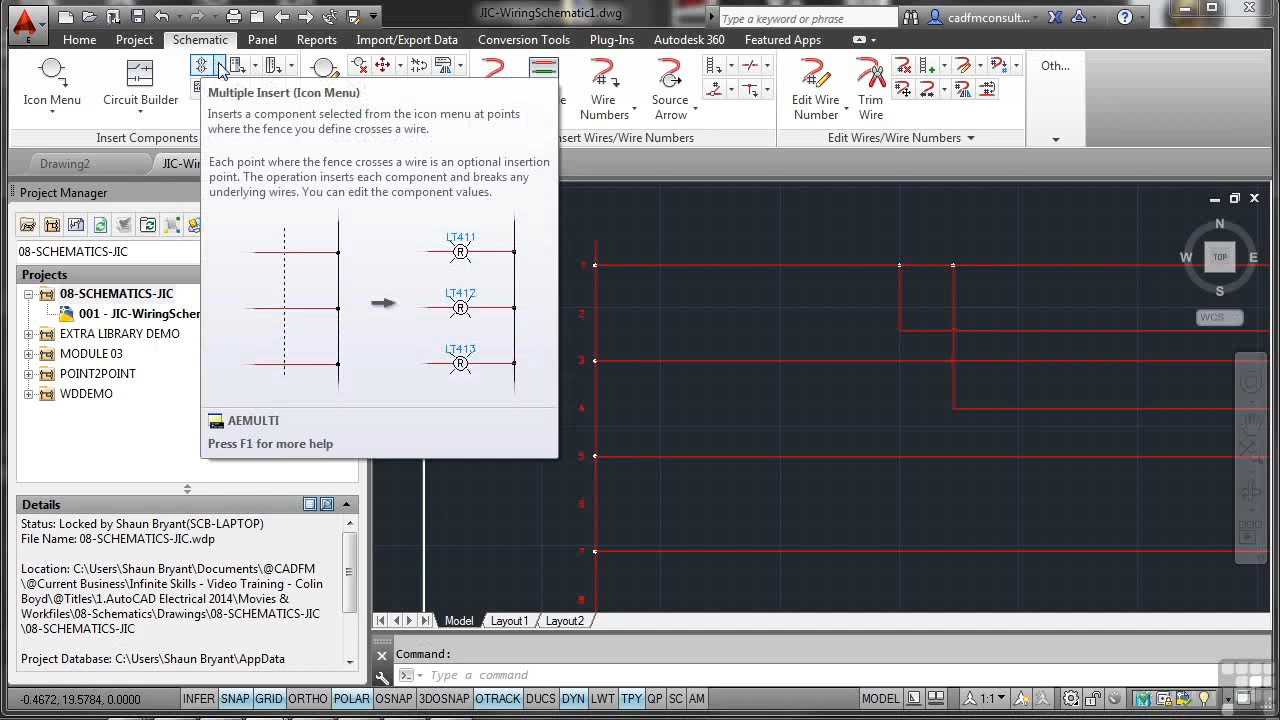 JIC-WiringSchematic1.dwg
Type a keyword or phrase
cadfmconsult...
E
Home Project Schematic Panel Reports Import/Export Data Conversion Tools Plug-Ins Autodesk 360 Featured Apps
Icon Menu
Circuit Builder
Wire Numbers
Source Arrow
Edit Wire Number
Trim Wire
Oth...
Insert Components
nsert Wires/Wire Numbers
Edit Wires/Wire Numbers
Drawing2
JIC-Wi
Multiple Insert (Icon Menu)
Inserts a component selected from the icon menu at points
where the fence you define crosses a wire.
Each point where the fence crosses a wire is an optional insertion
point. The operation inserts each component and breaks any
underlying wires. You can edit the component values.
LT411
R
LT412
R
LT413
R
AEMULTI
Press F1 for more help
Project Manager
08-SCHEMATICS-JIC
Projects
08-SCHEMATICS-JIC
001 - JIC-WiringScher
EXTRA LIBRARY DEMO
MODULE 03
POINT2POINT
WDDEMO
Details
Status: Locked by Shaun Bryant(SCB-LAPTOP)
File Name: 08-SCHEMATICS-JIC.wdp
Location: C:\Users\Shaun Bryant\Documents\@CADFM
\@Current Business\Infinite Skills - Video Training - Colin
Boyd\@Titles\1.AutoCAD Electrical 2014\Movies &
Workfiles\08-Schematics\Drawings\08-SCHEMATICS-JIC
\08-SCHEMATICS-JIC
Project Database: C:\Users\Shaun Bryant\AppData
1
2
3
4
5
6
7
8
N
W TOP E
S
WCS
Model Layout1 Layout2
Command:
Type a command
-0.4672, 19.5784, 0.0000 INFER SNAP GRID ORTHO POLAR OSNAP 3DOSNAP OTRACK DUCS DYN LWT TPY QP SC AM MODEL 1:1